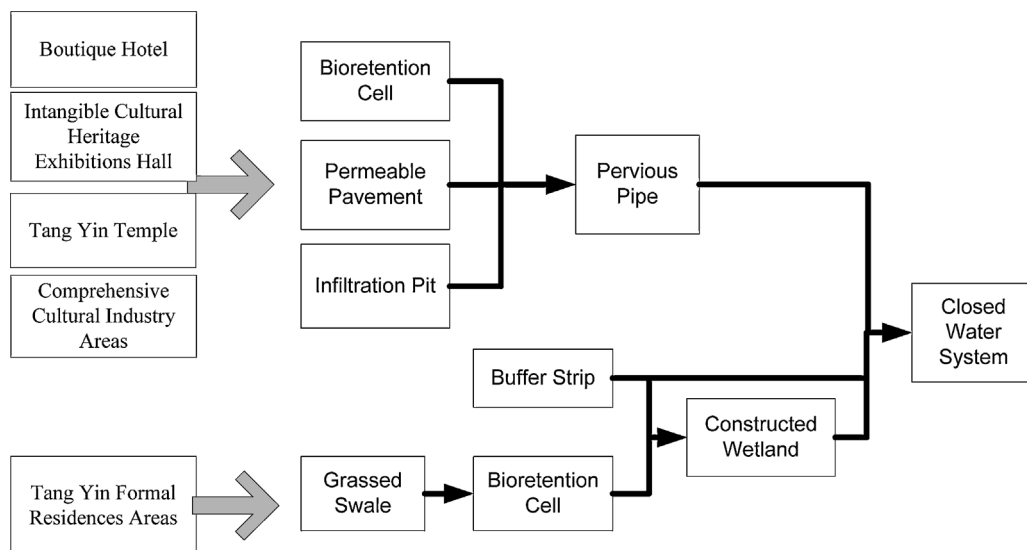 Boutique Hotel
Intangible Cultural
Heritage
Exhibitions Hall
Tang Yin Temple
Comprehensive
Cultural Industry
Areas
Bioretention
Cell
Permeable
Pavement
Infiltration Pit
Pervious
Pipe
Closed
Water
System
Buffer Strip
Constructed
Wetland
Tang Yin Formal
Residences Areas
Grassed
Swale
Bioretention
Cell